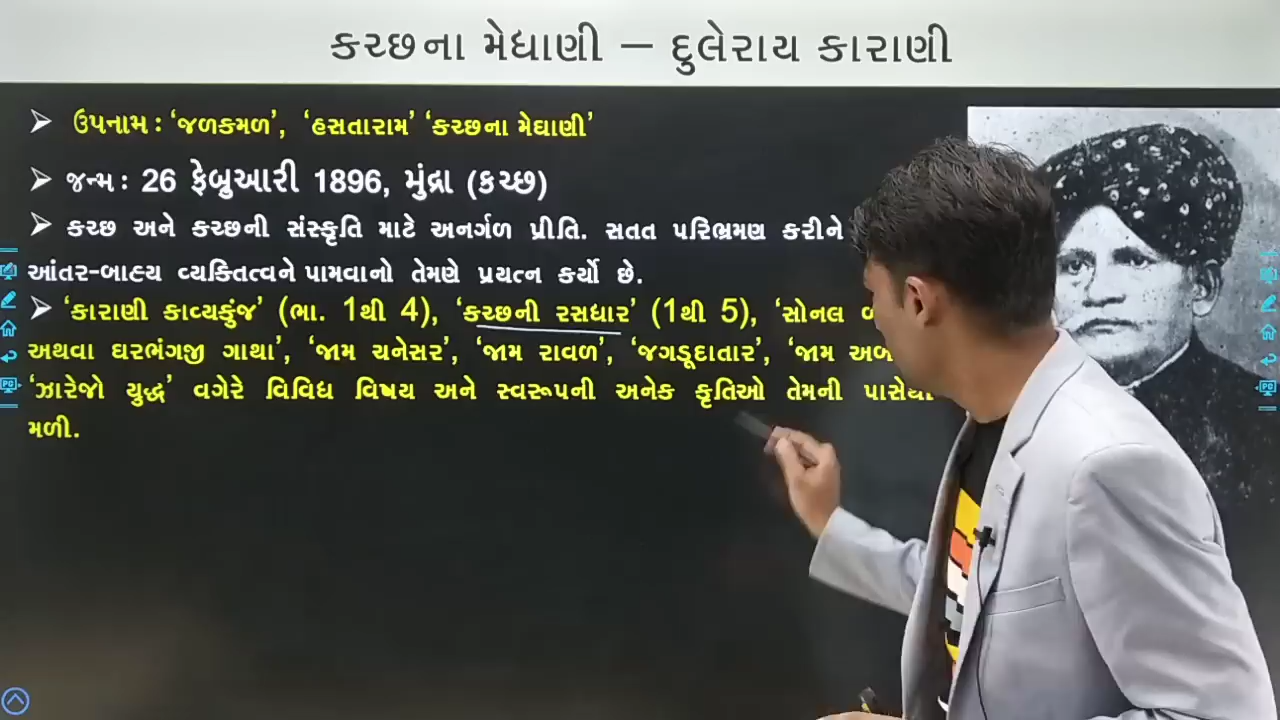 કચ્છના મેઘાણી – દુલેરાય કારાણી
➤ ઉપનામ : ‘જળકમળ’, ‘હસતારામ’ ‘કચ્છના મેઘાણી’
➤ જન્મ : 26 ફેબ્રુઆરી 1896, મુંદ્રા (કચ્છ)
➤ કચ્છ અને કચ્છની સંસ્કૃતિ માટે અનર્ગળ પ્રીતિ. સતત પરિભ્રમણ કરીને
આંતર-બાહ્ય વ્યક્તિત્વને પામવાનો તેમણે પ્રયત્ન કર્યો છે.
➤ ‘કારાણી કાવ્યકુંજ’ (ભા. 1થી 4), ‘કચ્છની રસધાર’ (1થી 5), ‘સોનલ
અથવા ઘરભંગજી ગાથા’, ‘જામ ચનેસર’, ‘જામ રાવળ’, ‘જગડૂદાતાર’, ‘જામ
‘ઝારેજો યુદ્ધ’ વગેરે વિવિધ વિષય અને સ્વરૂપની અનેક કૃતિઓ તેમની
મળી.